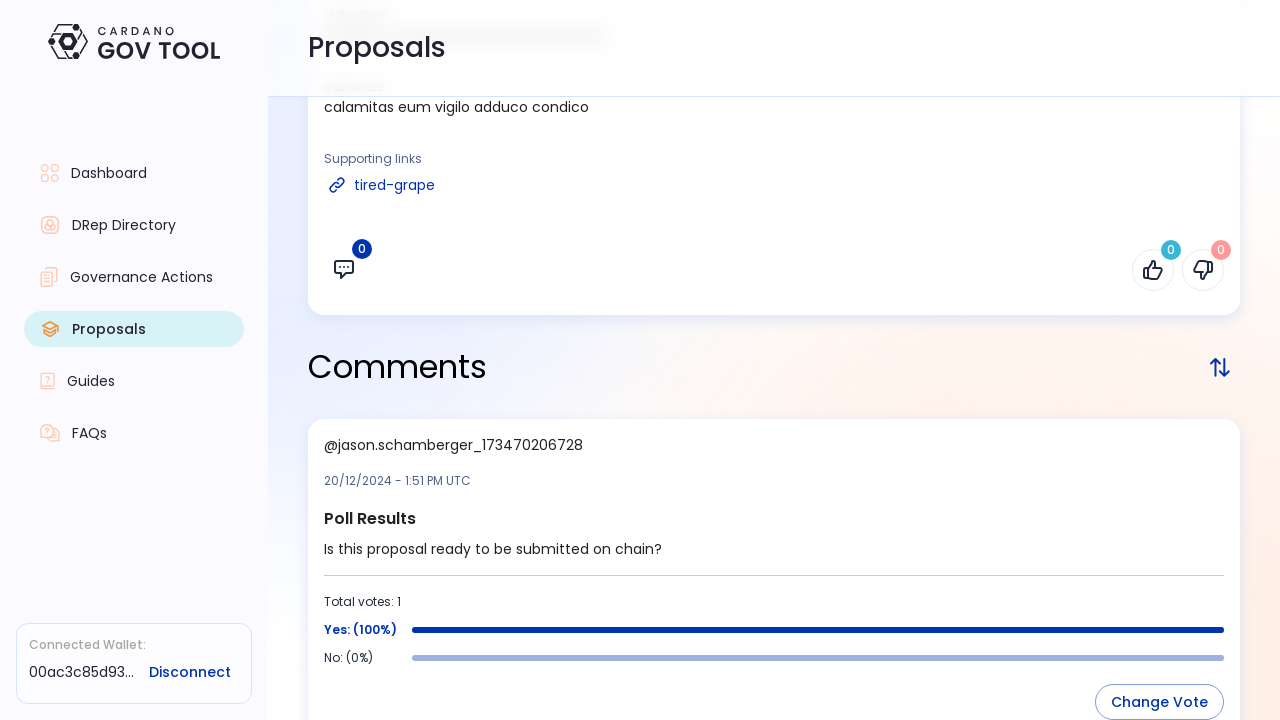 CARDANO
GOV TOOL
Proposals
calamitas eum vigilo adduco condico
Supporting links
tired-grape
0
0
0
Dashboard
DRep Directory
Governance Actions
Proposals
Guides
FAQs
Comments
@jason.schamberger_173470206728
20/12/2024 - 1:51 PM UTC
Poll Results
Is this proposal ready to be submitted on chain?
Total votes: 1
Yes: (100%)
No: (0%)
Change Vote
Connected Wallet:
00ac3c85d93...
Disconnect